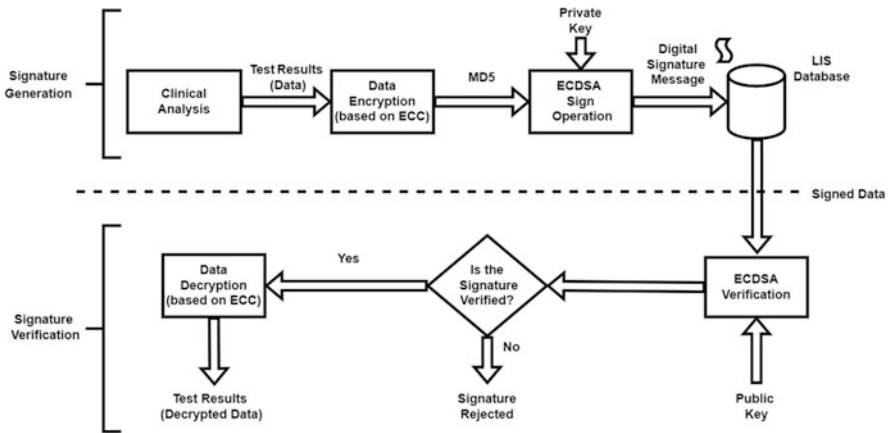 Signature
Generation
Clinical
Analysis
Test Results
(Data)
Data
Encryption
(based on ECC)
MD5
Private
Key
ECDSA
Sign
Operation
Digital
Signature
Message
LIS
Database
Signed Data
Signature
Verification
Data
Decryption
(based on ECC)
Yes
Is the
Signature
Verified?
ECDSA
Verification
No
Test Results
(Decrypted Data)
Signature
Rejected
Public
Key